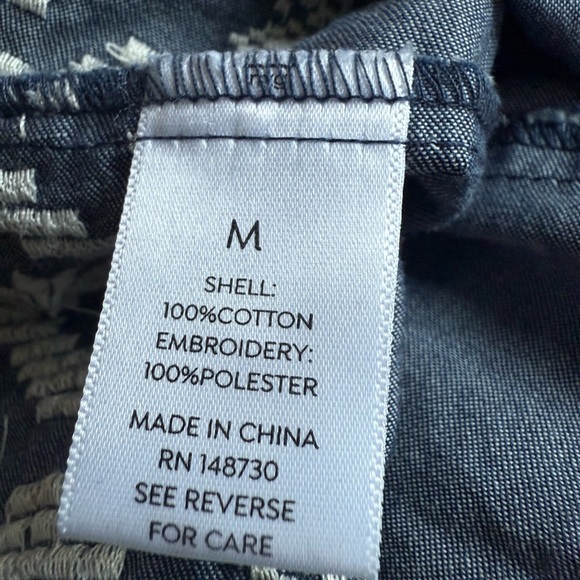 M
SHELL:
100%COTTON
EMBROIDERY:
100%POLESTER
MADE IN CHINA
RN 148730
SEE REVERSE
FOR CARE